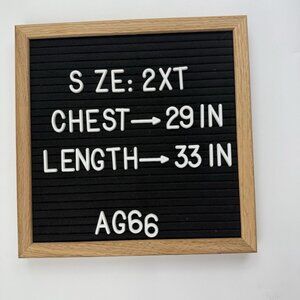 S ZE: 2XT
CHEST→29 IN
LENGTH→33 IN
AG66